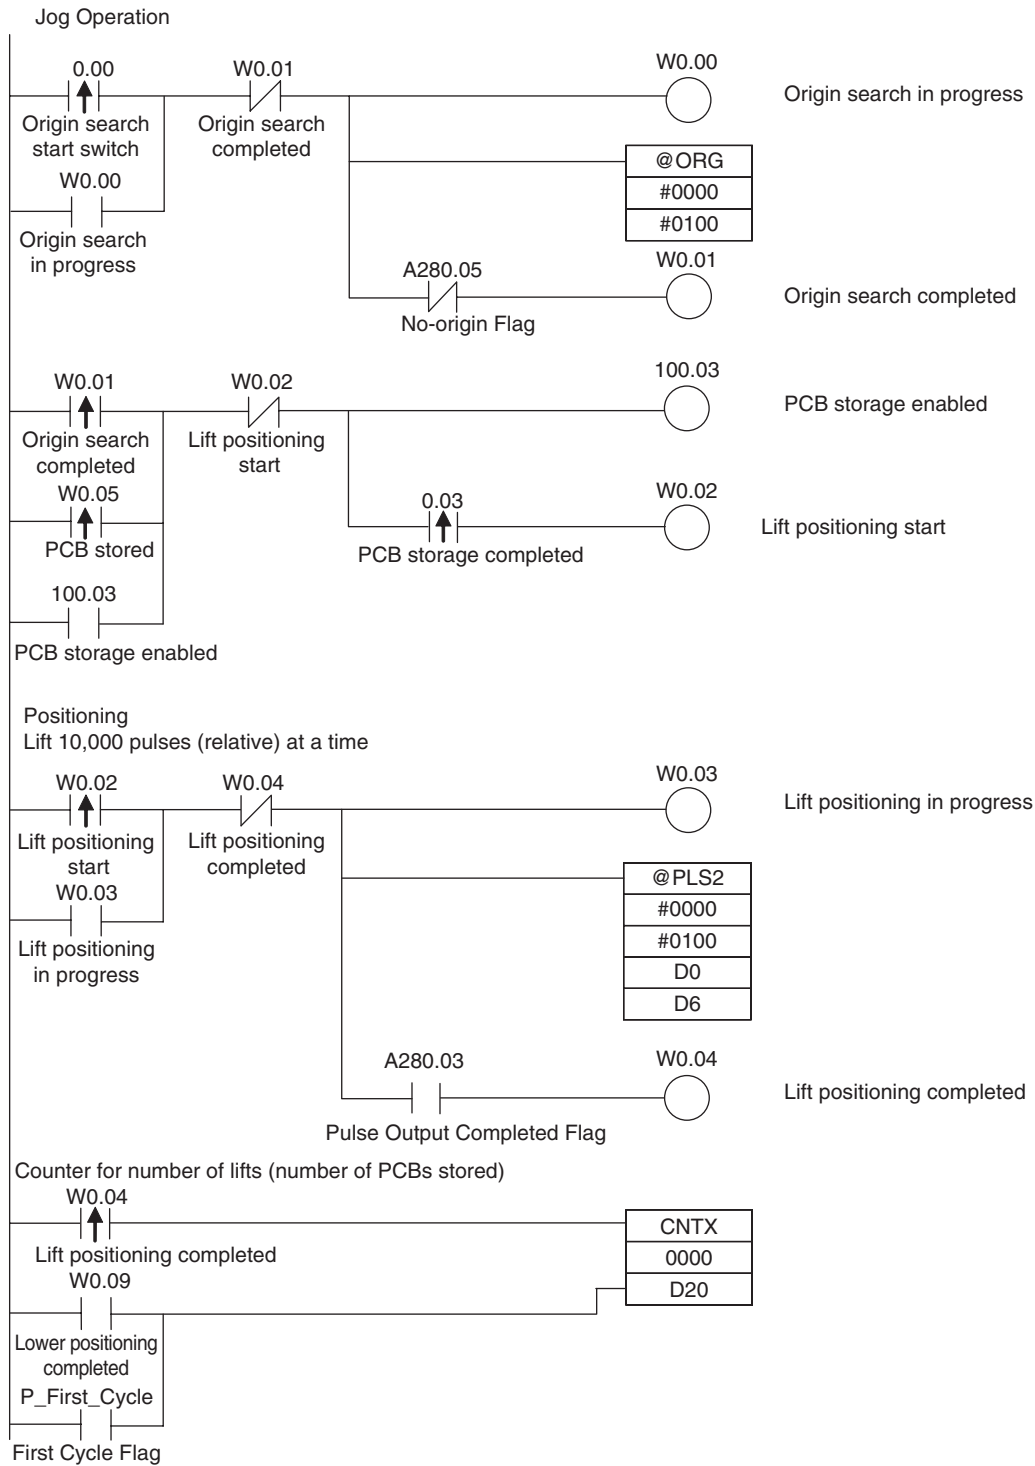 Jog Operation
0.00
W0.01
W0.00
Origin search in progress
Origin search
start switch
Origin search
completed
@ORG
#0000
#0100
W0.00
Origin search
in progress
A280.05
W0.01
Origin search completed
No-origin Flag
W0.01
W0.02
100.03
PCB storage enabled
Origin search
completed
Lift positioning
start
W0.05
0.03
W0.02
Lift positioning start
PCB stored
PCB storage completed
100.03
PCB storage enabled
Positioning
Lift 10,000 pulses (relative) at a time
W0.02
W0.04
W0.03
Lift positioning in progress
Lift positioning
start
Lift positioning
completed
@PLS2
#0000
#0100
D0
D6
W0.03
Lift positioning
in progress
A280.03
W0.04
Lift positioning completed
Pulse Output Completed Flag
Counter for number of lifts (number of PCBs stored)
W0.04
CNTX
0000
D20
Lift positioning completed
W0.09
Lower positioning
completed
P_First_Cycle
First Cycle Flag